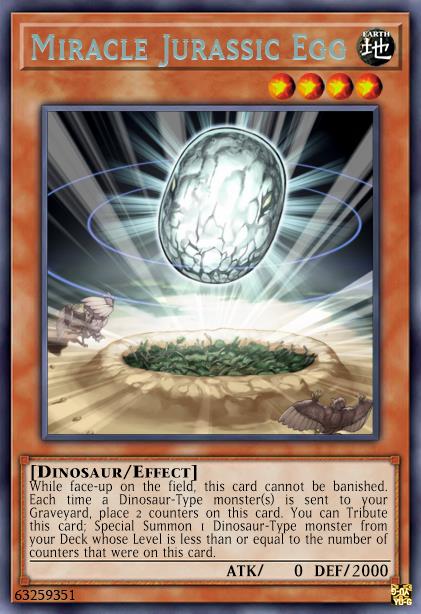 MIRACLE JURASSIC EGG
EARTH
地
[DINOSAUR/EFFECT]
While face-up on the field, this card cannot be banished.
Each time a Dinosaur-Type monster(s) is sent to your
Graveyard, place 2 counters on this card. You can Tribute
this card; Special Summon 1 Dinosaur-Type monster from
your Deck whose Level is less than or equal to the number of
counters that were on this card.
ATK/ 0 DEF/2000
63259351